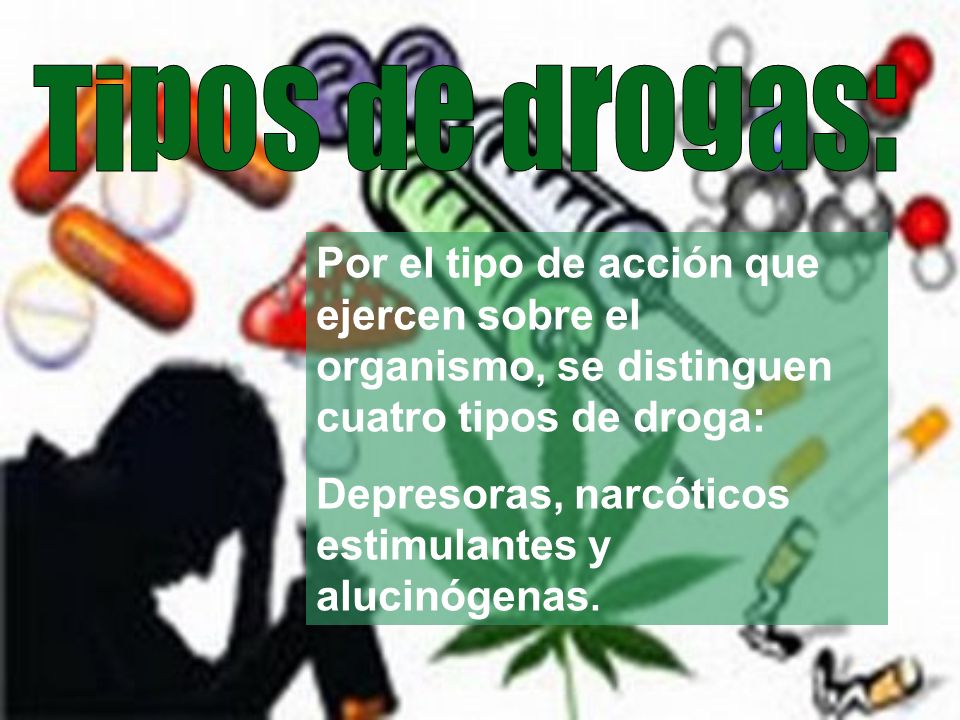 Tipos de drogas:
Por el tipo de acción que
ejercen sobre el
organismo, se distinguen
cuatro tipos de droga:
Depresoras, narcóticos
estimulantes y
alucinógenas.